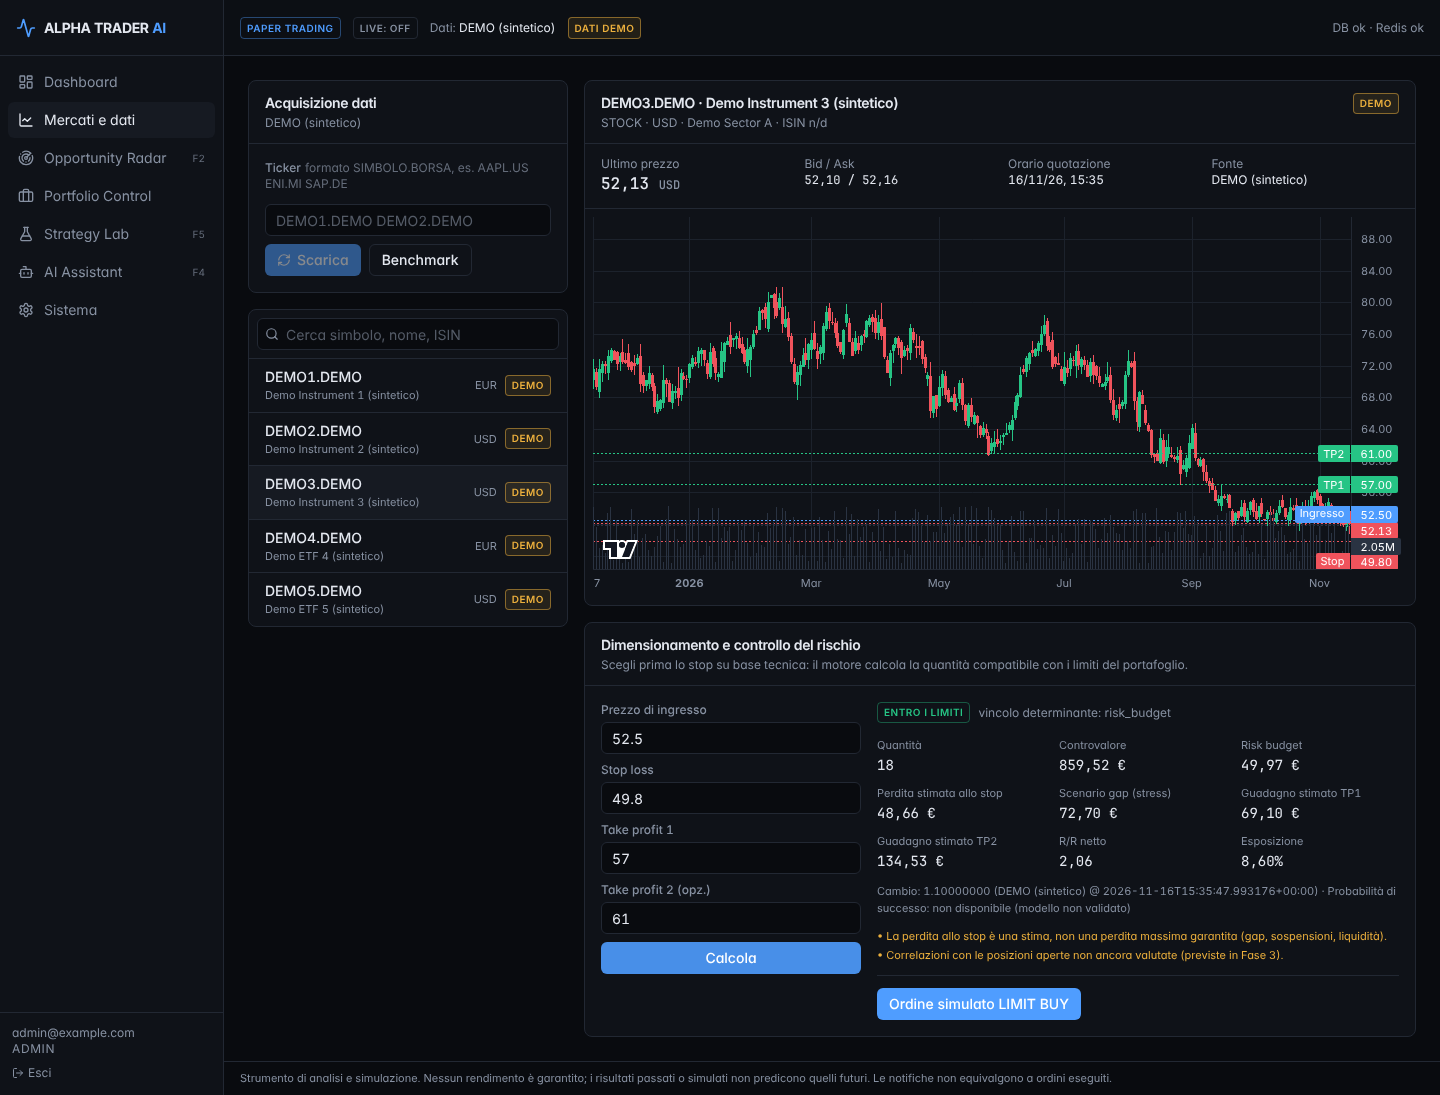 ALPHA TRADER AI
PAPER TRADING
LIVE: OFF
Dati: DEMO (sintetico)
DATI DEMO
DB ok · Redis ok
Dashboard
Mercati e dati
Opportunity Radar F2
Portfolio Control
Strategy Lab F5
AI Assistant F4
Sistema
Acquisizione dati
DEMO (sintetico)
Ticker formato SIMBOLO.BORSA, es. AAPL.US
ENI.MI SAP.DE
DEMO1.DEMO DEMO2.DEMO
Scarica
Benchmark
Cerca simbolo, nome, ISIN
DEMO1.DEMO
Demo Instrument 1 (sintetico)
EUR DEMO
DEMO2.DEMO
Demo Instrument 2 (sintetico)
USD DEMO
DEMO3.DEMO
Demo Instrument 3 (sintetico)
USD DEMO
DEMO4.DEMO
Demo ETF 4 (sintetico)
EUR DEMO
DEMO5.DEMO
Demo ETF 5 (sintetico)
USD DEMO
DEMO3.DEMO · Demo Instrument 3 (sintetico)
STOCK · USD · Demo Sector A · ISIN n/d
DEMO
Ultimo prezzo
52,13 USD
Bid / Ask
52,10 / 52,16
Orario quotazione
16/11/26, 15:35
Fonte
DEMO (sintetico)
88.00
84.00
80.00
76.00
72.00
68.00
64.00
TP2 61.00
60.00
TP1 57.00
56.00
Ingresso 52.50
52.13
2.05M
Stop 49.80
7 2026 Mar May Jul Sep Nov
Dimensionamento e controllo del rischio
Scegli prima lo stop su base tecnica: il motore calcola la quantità compatibile con i limiti del portafoglio.
Prezzo di ingresso
52.5
Stop loss
49.8
Take profit 1
57
Take profit 2 (opz.)
61
Calcola
ENTRO I LIMITI
vincolo determinante: risk_budget
Quantità
18
Controvalore
859,52 €
Risk budget
49,97 €
Perdita stimata allo stop
48,66 €
Scenario gap (stress)
72,70 €
Guadagno stimato TP1
69,10 €
Guadagno stimato TP2
134,53 €
R/R netto
2,06
Esposizione
8,60%
Cambio: 1.10000000 (DEMO (sintetico) @ 2026-11-16T15:35:47.993176+00:00) · Probabilità di
successo: non disponibile (modello non validato)
• La perdita allo stop è una stima, non una perdita massima garantita (gap, sospensioni, liquidità).
• Correlazioni con le posizioni aperte non ancora valutate (previste in Fase 3).
Ordine simulato LIMIT BUY
admin@example.com
ADMIN
Esci
Strumento di analisi e simulazione. Nessun rendimento è garantito; i risultati passati o simulati non predicono quelli futuri. Le notifiche non equivalgono a ordini eseguiti.